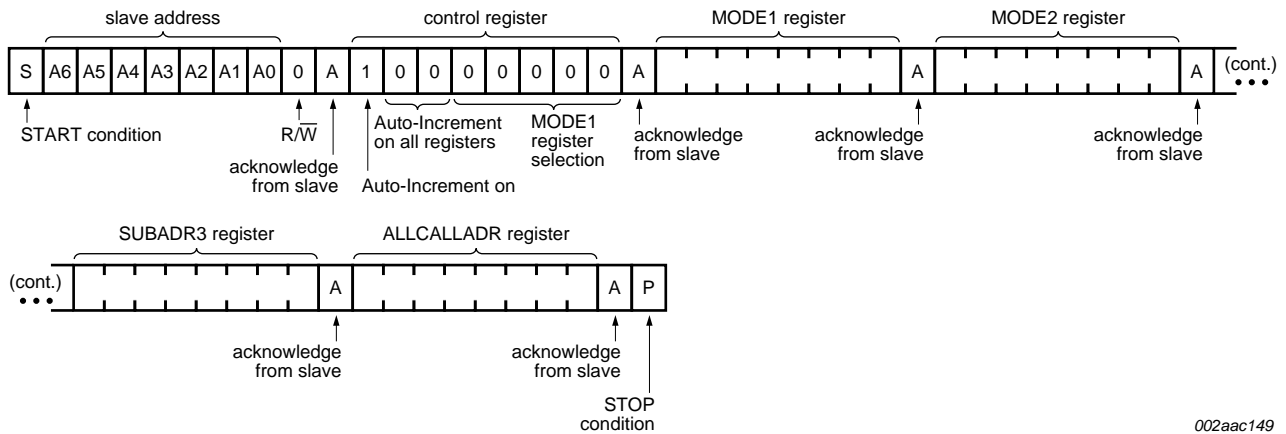 slave address control register MODE1 register MODE2 register
S A6 A5 A4 A3 A2 A1 A0 0 A 1 0 0 0 0 0 0 0 A A A (cont.)
START condition R/W̅ Auto-Increment MODE1 acknowledge acknowledge acknowledge
on all registers register from slave from slave from slave
acknowledge selection
from slave Auto-Increment on
SUBADR3 register ALLCALLADR register
(cont.) A A P
acknowledge acknowledge
from slave from slave
STOP
condition
002aac149